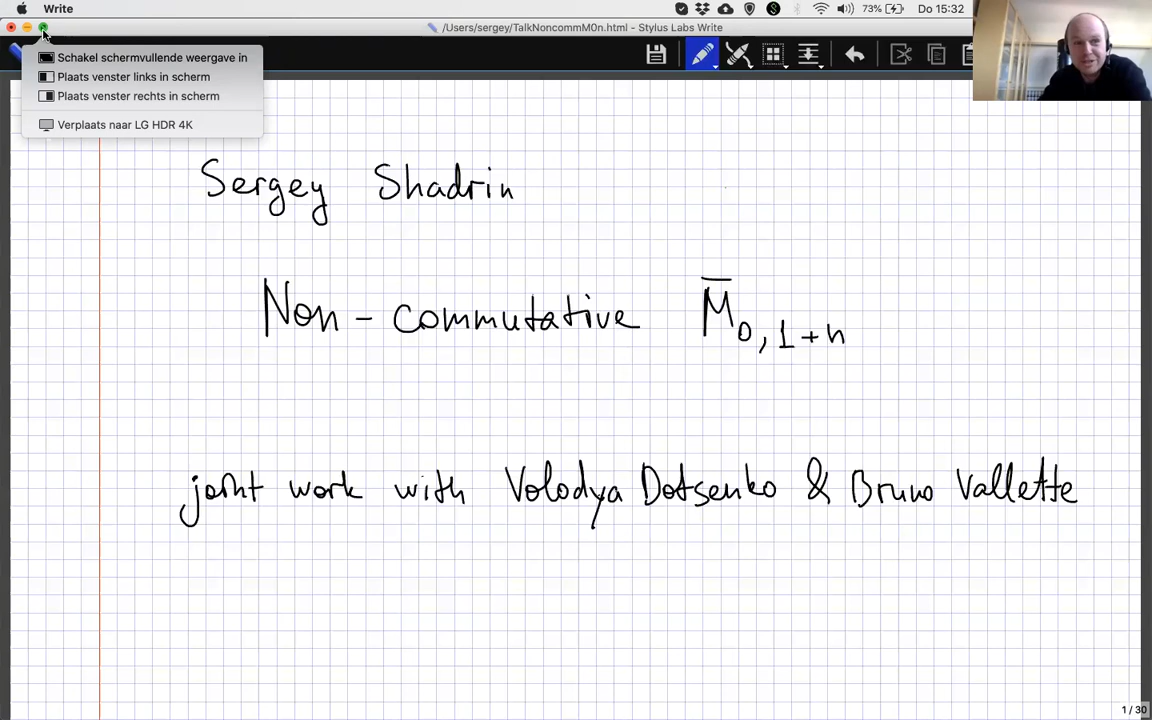 Write
73%
Do 15:32
/Users/sergey/TalkNoncommM0n.html - Stylus Labs Write
Schakel schermvullende weergave in
Plaats venster links in scherm
Plaats venster rechts in scherm
Verplaats naar LG HDR 4K
Sergey Shadrin
Non-commutative M̅₀,₁₊ₙ
joint work with Volodya Dotsenko & Bruno Vallette
1 / 30